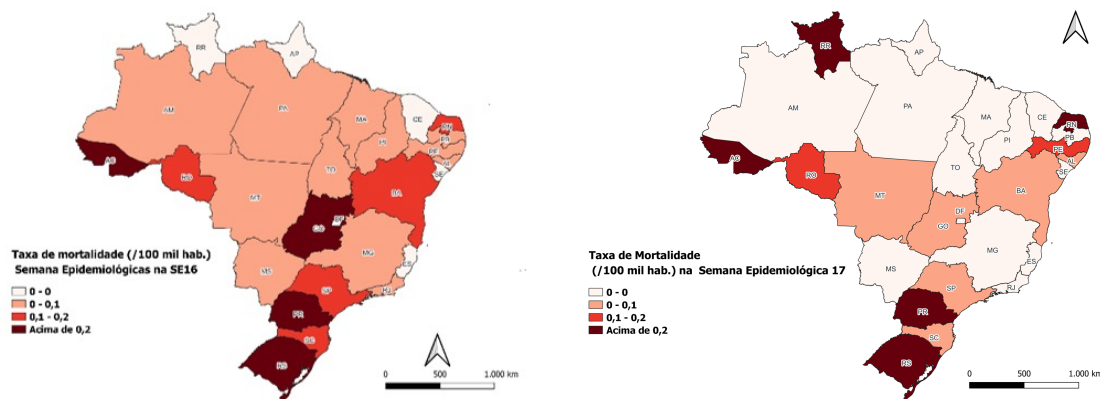 RR
AP
AM
PA
MA
CE
RN
PB
PI
PE
AL
SE
AC
TO
RO
BA
MT
DF
GO
MG
ES
MS
SP
RJ
PR
SC
RS
Taxa de mortalidade (/100 mil hab.)
Semana Epidemiológicas na SE16
0 - 0
0 - 0,1
0,1 - 0,2
Acima de 0,2
0 500 1.000 km
RR
AP
AM
PA
MA
CE
RN
PB
PI
PE
AL
SE
AC
TO
RO
BA
MT
DF
GO
MG
ES
MS
SP
RJ
PR
SC
RS
Taxa de Mortalidade
(/100 mil hab.) na Semana Epidemiológica 17
0 - 0
0 - 0,1
0,1 - 0,2
Acima de 0,2
0 500 1.000 km